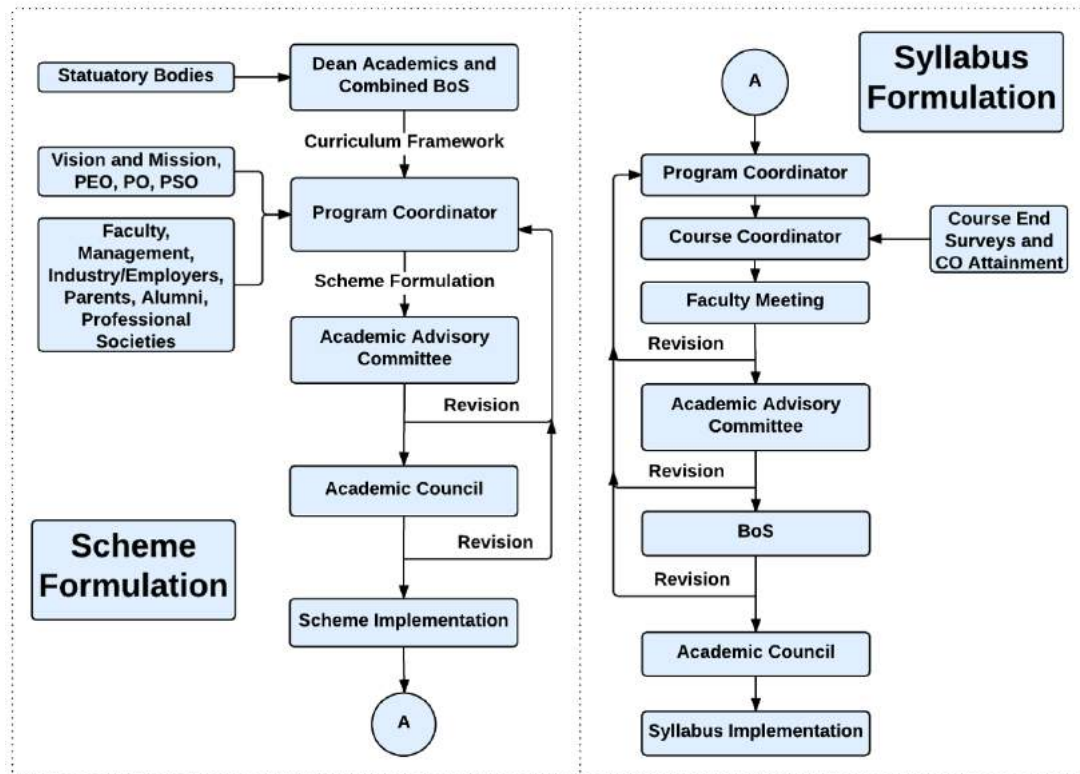 Statuatory Bodies
Dean Academics and
Combined BoS
Curriculum Framework
Vision and Mission,
PEO, PO, PSO
Program Coordinator
Faculty,
Management,
Industry/Employers,
Parents, Alumni,
Professional
Societies
Scheme Formulation
Academic Advisory
Committee
Revision
Academic Council
Revision
Scheme
Formulation
Scheme Implementation
A
Syllabus
Formulation
A
Program Coordinator
Course Coordinator
Course End
Surveys and
CO Attainment
Faculty Meeting
Revision
Academic Advisory
Committee
Revision
BoS
Revision
Academic Council
Syllabus Implementation